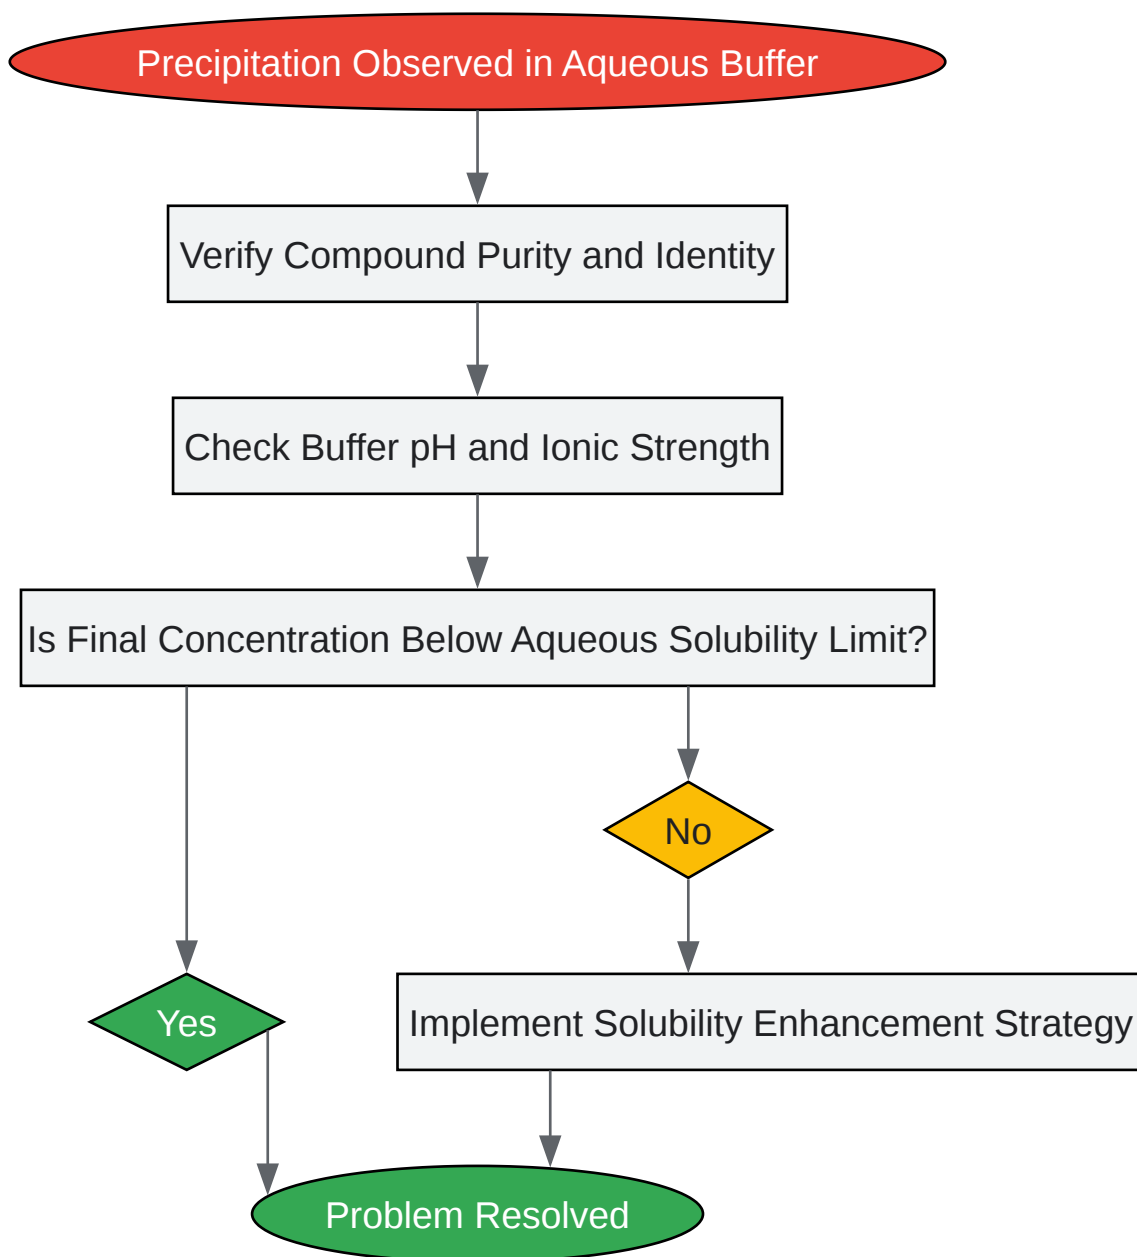 Precipitation Observed in Aqueous Buffer
Verify Compound Purity and Identity
Check Buffer pH and Ionic Strength
Is Final Concentration Below Aqueous Solubility Limit?
No
Yes
Implement Solubility Enhancement Strategy
Problem Resolved